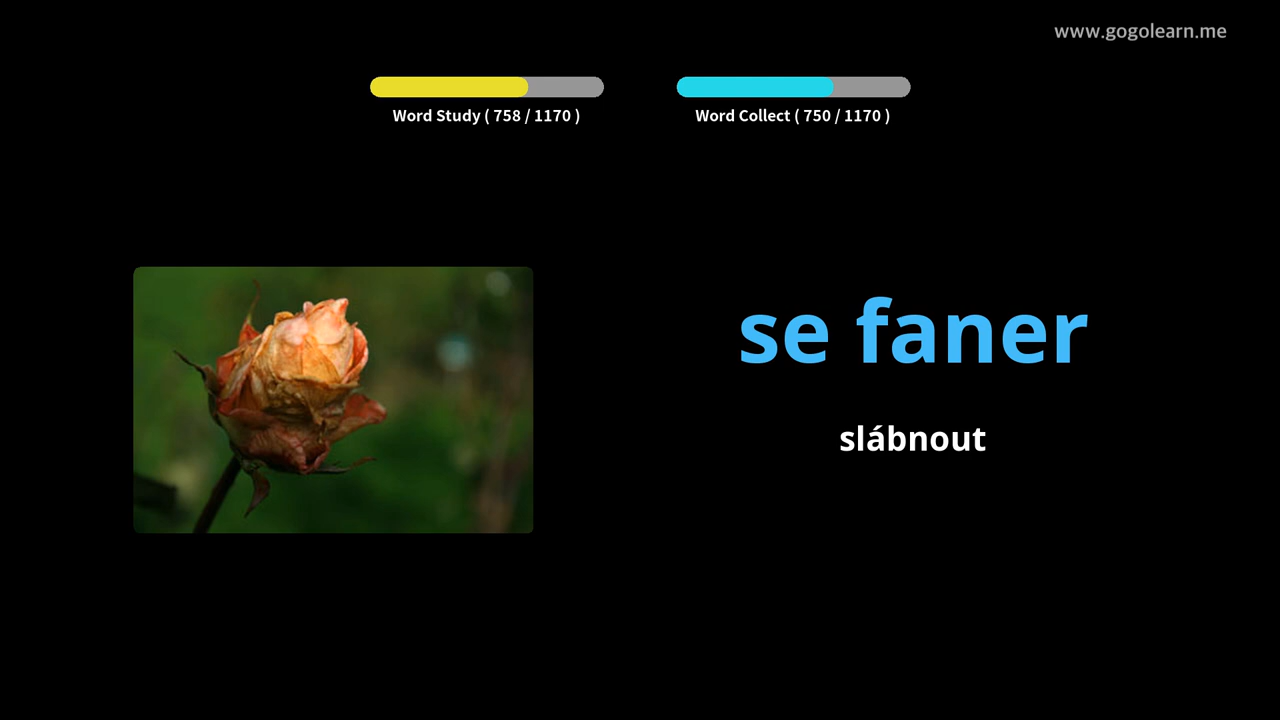 www.gogolearn.me
Word Study ( 758 / 1170 )
Word Collect ( 750 / 1170 )
se faner
slábnout